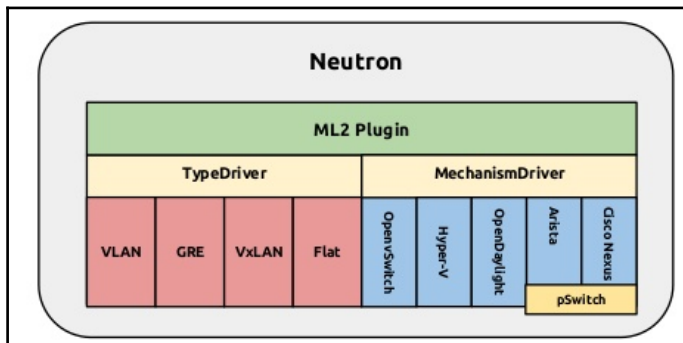 Neutron
ML2 Plugin
TypeDriver
MechanismDriver
VLAN
GRE
VxLAN
Flat
OpenvSwitch
Hyper-V
OpenDaylight
Arista
Cisco Nexus
pSwitch